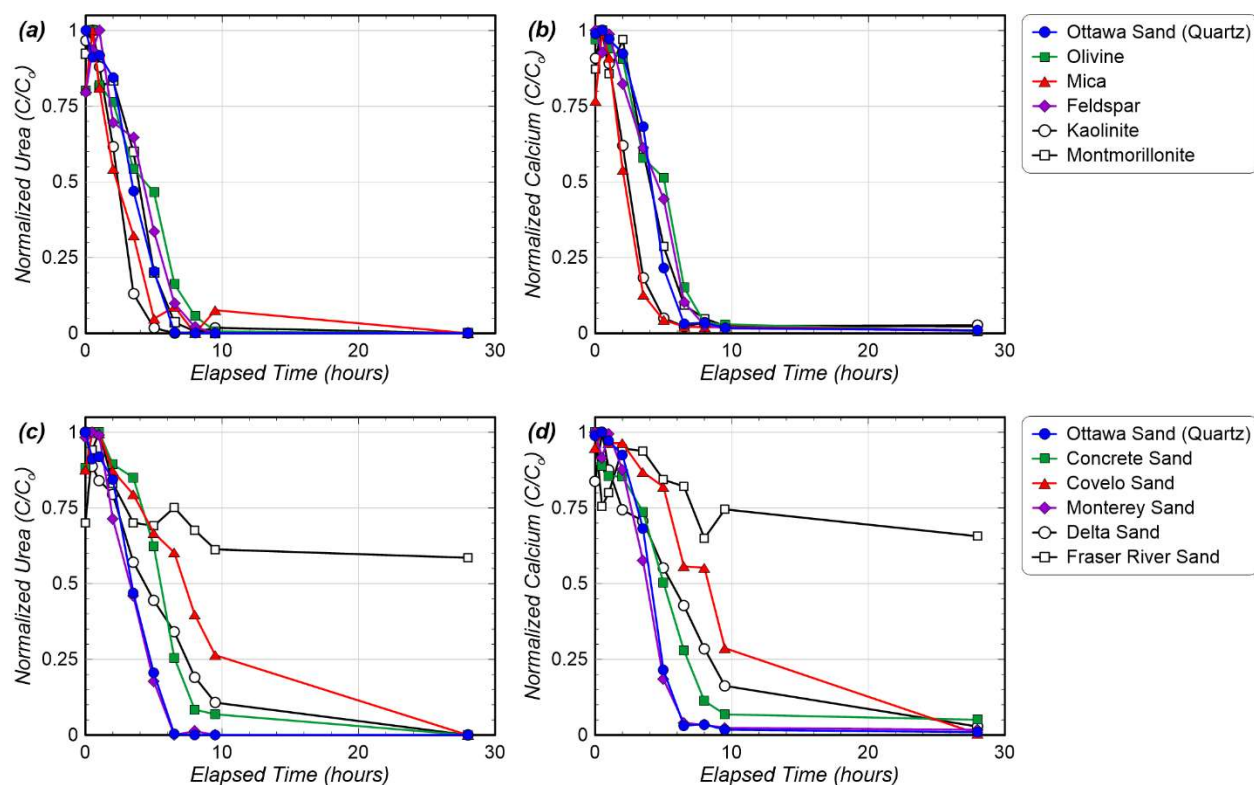 (a)
Normalized Urea (C/Co)
1
0.75
0.5
0.25
0
0
10
20
30
Elapsed Time (hours)
(b)
Normalized Calcium (C/Co)
1
0.75
0.5
0.25
0
0
10
20
30
Elapsed Time (hours)
Ottawa Sand (Quartz)
Olivine
Mica
Feldspar
Kaolinite
Montmorillonite
(c)
Normalized Urea (C/Co)
1
0.75
0.5
0.25
0
0
10
20
30
Elapsed Time (hours)
(d)
Normalized Calcium (C/Co)
1
0.75
0.5
0.25
0
0
10
20
30
Elapsed Time (hours)
Ottawa Sand (Quartz)
Concrete Sand
Covelo Sand
Monterey Sand
Delta Sand
Fraser River Sand